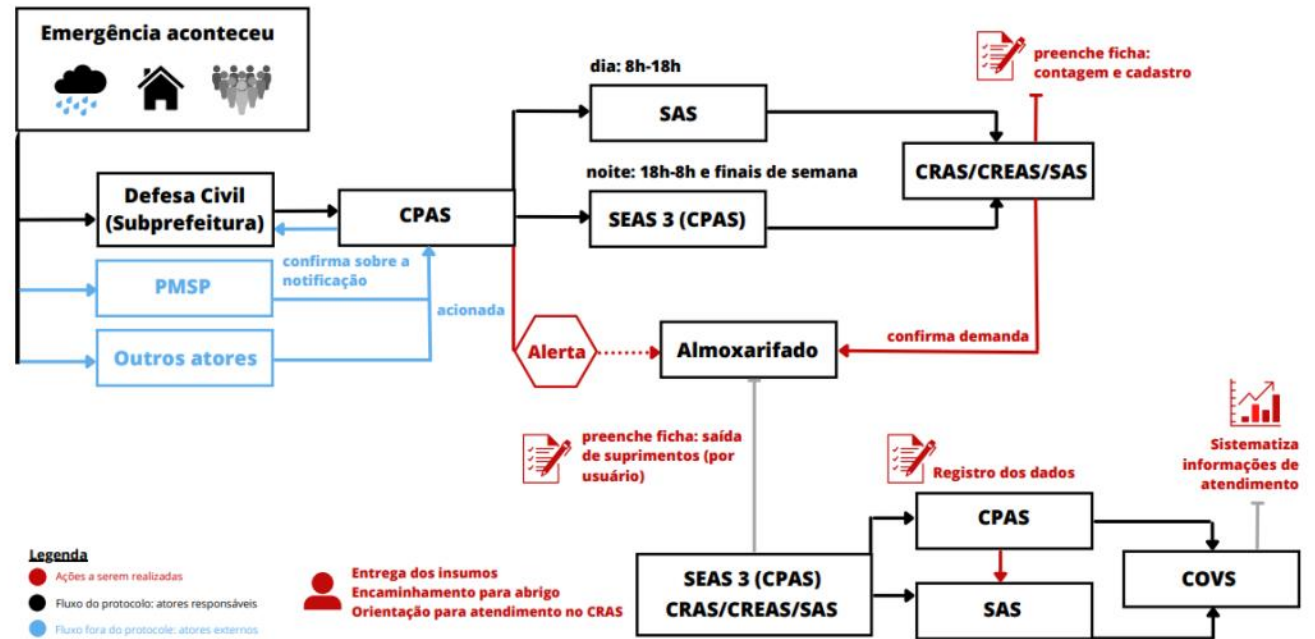 Emergência aconteceu
dia: 8h-18h
SAS
preenche ficha:
contagem e cadastro
noite: 18h-8h e finais de semana
SEAS 3 (CPAS)
CRAS/CREAS/SAS
Defesa Civil
(Subprefeitura)
CPAS
PMSP
confirma sobre a
notificação
acionada
Outros atores
Alerta
Almoxarifado
confirma demanda
preenche ficha: saída
de suprimentos (por
usuário)
Registro dos dados
Sistematiza
informações de
atendimento
CPAS
SEAS 3 (CPAS)
CRAS/CREAS/SAS
SAS
COVS
Legenda
Ações a serem realizadas
Fluxo do protocolo: atores responsáveis
Fluxo fora do protocole: atores externos
Entrega dos insumos
Encaminhamento para abrigo
Orientação para atendimento no CRAS